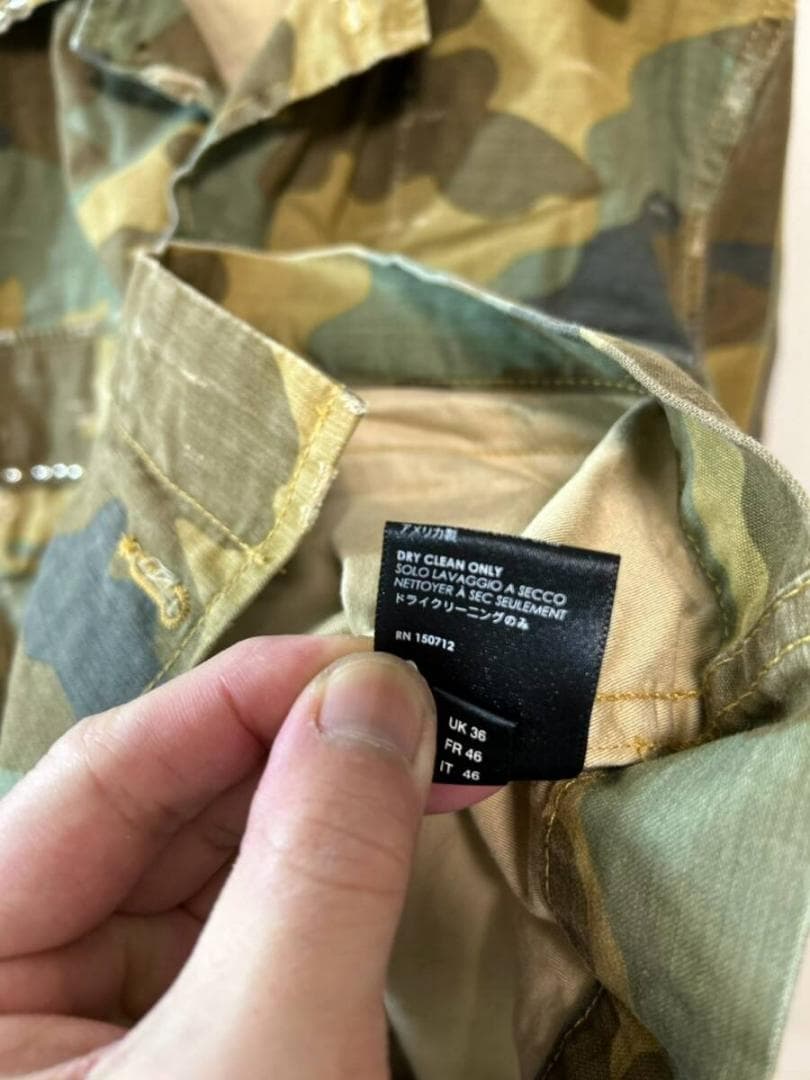 アメリカ製
DRY CLEAN ONLY
SOLO LAVAGGIO A SECCO
NETTOYER À SEC SEULEMENT
ドライクリーニングのみ
RN 150712
UK 36
FR 46
IT 46